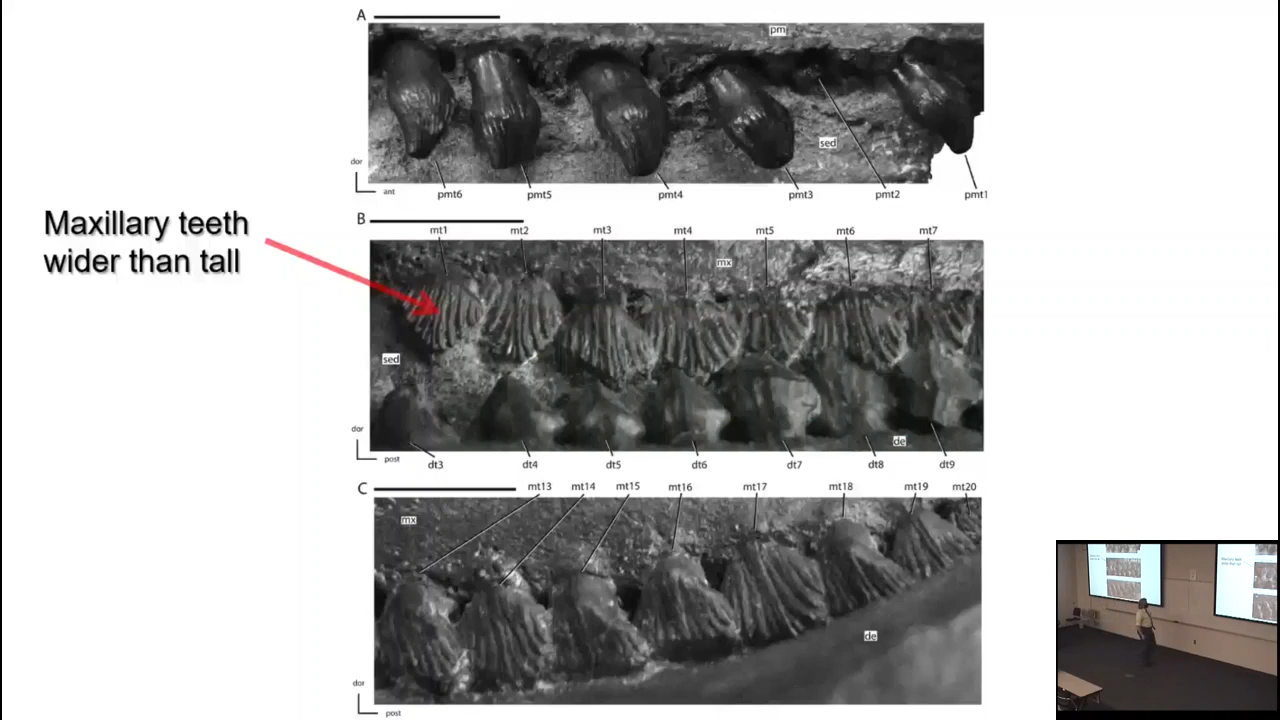 A
pm
sed
dor
ant
pmt6
pmt5
pmt4
pmt3
pmt2
pmt1
Maxillary teeth
wider than tall
B
mt1
mt2
mt3
mt4
mt5
mt6
mt7
mx
sed
de
dor
post
dt3
dt4
dt5
dt6
dt7
dt8
dt9
C
mt13
mt14
mt15
mt16
mt17
mt18
mt19
mt20
mx
de
dor
post